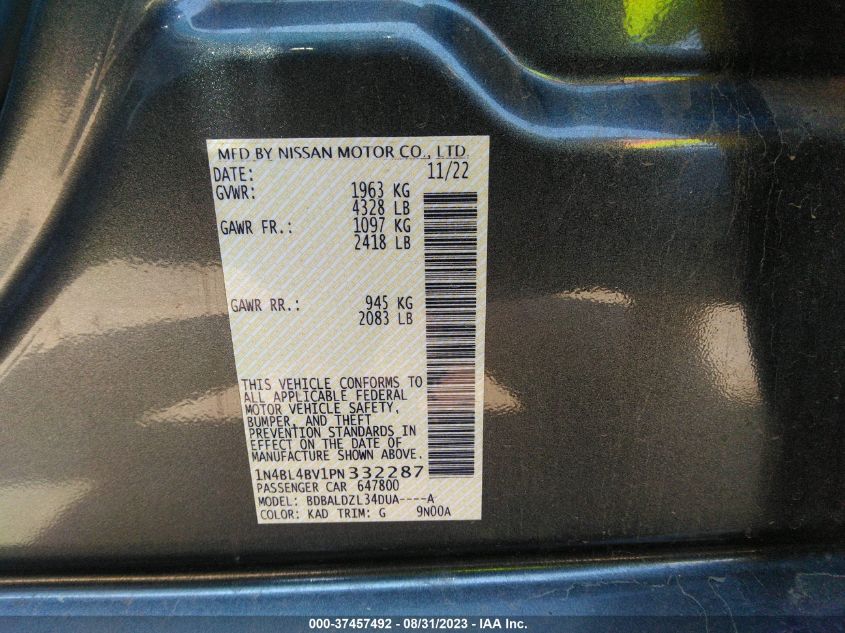 MFD BY NISSAN MOTOR CO., LTD.
DATE: 11/22
GVWR: 1963 KG
4328 LB
GAWR FR.: 1097 KG
2418 LB
GAWR RR.: 945 KG
2083 LB
THIS VEHICLE CONFORMS TO
ALL APPLICABLE FEDERAL
MOTOR VEHICLE SAFETY,
BUMPER, AND THEFT
PREVENTION STANDARDS IN
EFFECT ON THE DATE OF
MANUFACTURE SHOWN ABOVE.
1N4BL4BV1PN332287
PASSENGER CAR 647800
MODEL: BDBALDZL34DUA----A
COLOR: KAD TRIM: G 9N00A
000-37457492 - 08/31/2023 - IAA Inc.